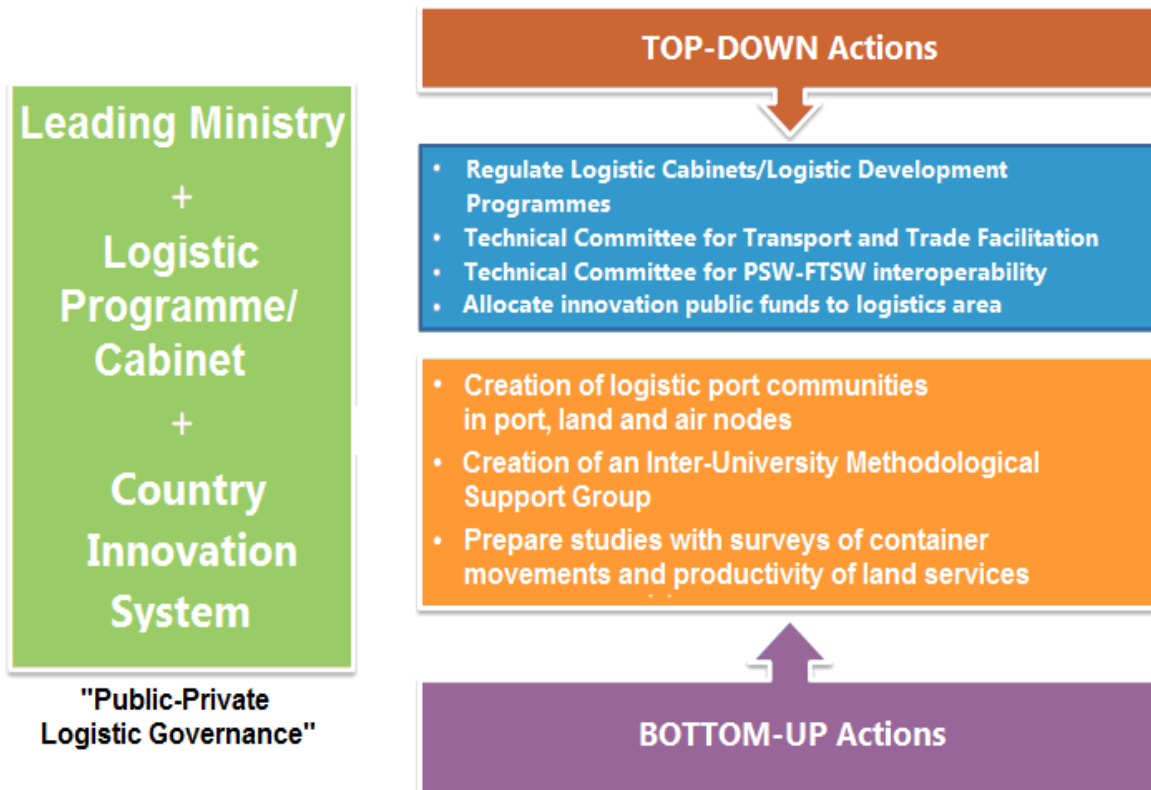 Leading Ministry
+
Logistic
Programme/
Cabinet
+
Country
Innovation
System
"Public-Private
Logistic Governance"
TOP-DOWN Actions
• Regulate Logistic Cabinets/Logistic Development
Programmes
• Technical Committee for Transport and Trade Facilitation
• Technical Committee for PSW-FTSW interoperability
• Allocate innovation public funds to logistics area
• Creation of logistic port communities
in port, land and air nodes
• Creation of an Inter-University Methodological
Support Group
• Prepare studies with surveys of container
movements and productivity of land services
BOTTOM-UP Actions